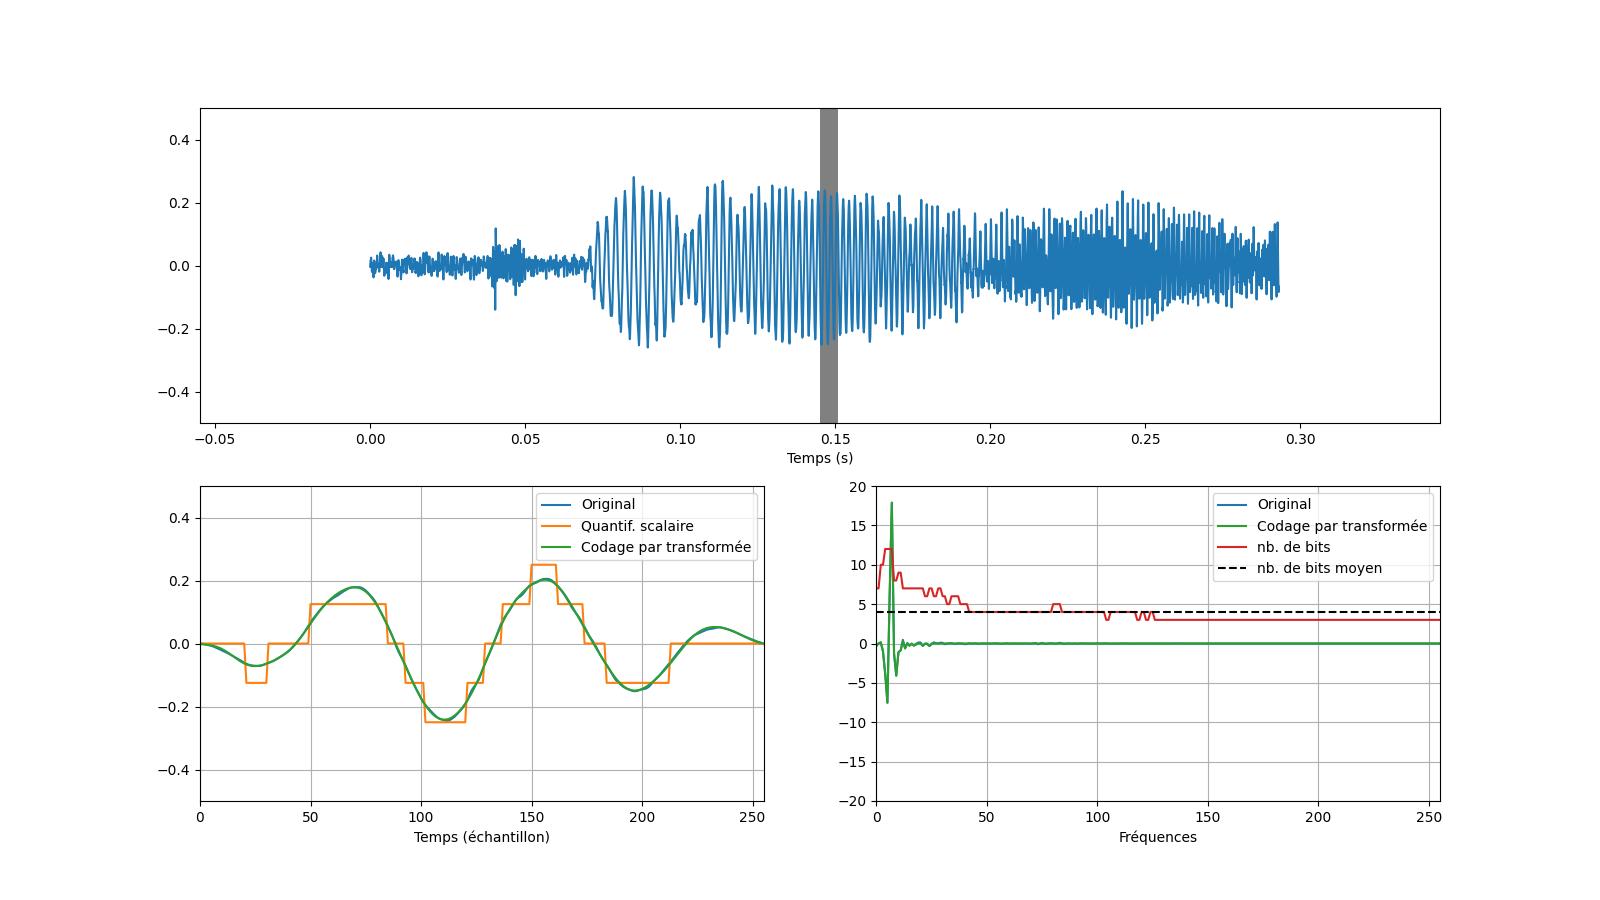 0.4
0.2
0.0
−0.2
−0.4
−0.05 0.00 0.05 0.10 0.15 0.20 0.25 0.30
Temps (s)
0.4
0.2
0.0
−0.2
−0.4
Original
Quantif. scalaire
Codage par transformée
0 50 100 150 200 250
Temps (échantillon)
20
15
10
5
0
−5
−10
−15
−20
Original
Codage par transformée
nb. de bits
nb. de bits moyen
0 50 100 150 200 250
Fréquences